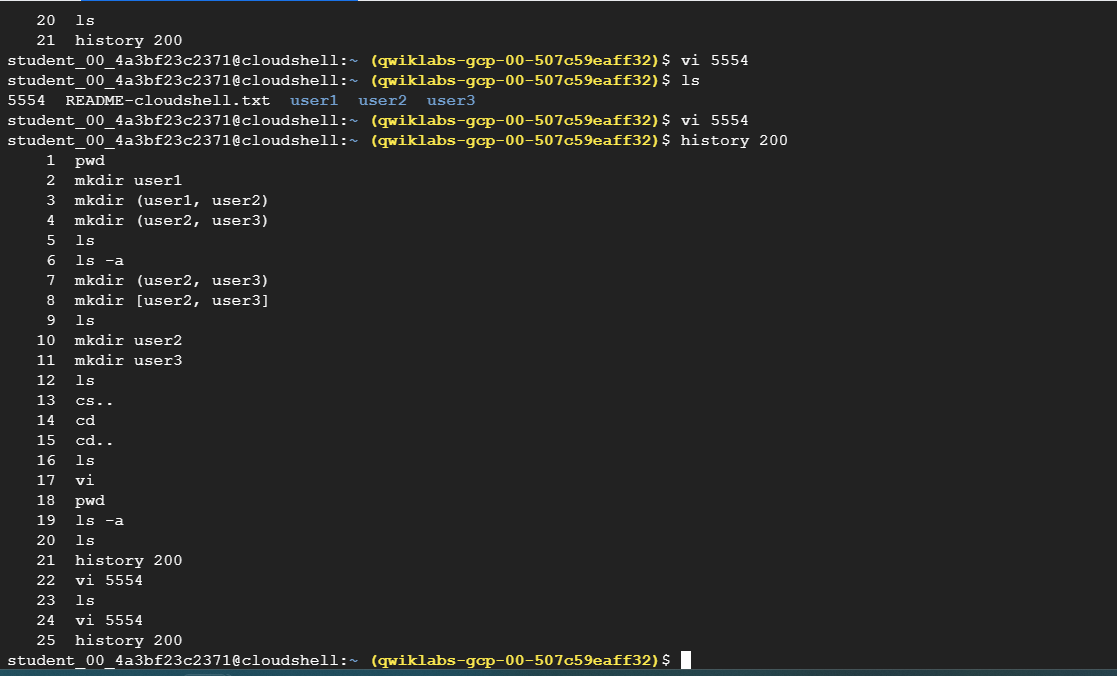 20 ls
21 history 200
student_00_4a3bf23c2371@cloudshell:~ (qwiklabs-gcp-00-507c59eaff32)$ vi 5554
student_00_4a3bf23c2371@cloudshell:~ (qwiklabs-gcp-00-507c59eaff32)$ ls
5554 README-cloudshell.txt user1 user2 user3
student_00_4a3bf23c2371@cloudshell:~ (qwiklabs-gcp-00-507c59eaff32)$ vi 5554
student_00_4a3bf23c2371@cloudshell:~ (qwiklabs-gcp-00-507c59eaff32)$ history 200
1 pwd
2 mkdir user1
3 mkdir (user1, user2)
4 mkdir (user2, user3)
5 ls
6 ls -a
7 mkdir (user2, user3)
8 mkdir [user2, user3]
9 ls
10 mkdir user2
11 mkdir user3
12 ls
13 cs..
14 cd
15 cd..
16 ls
17 vi
18 pwd
19 ls -a
20 ls
21 history 200
22 vi 5554
23 ls
24 vi 5554
25 history 200
student_00_4a3bf23c2371@cloudshell:~ (qwiklabs-gcp-00-507c59eaff32)$